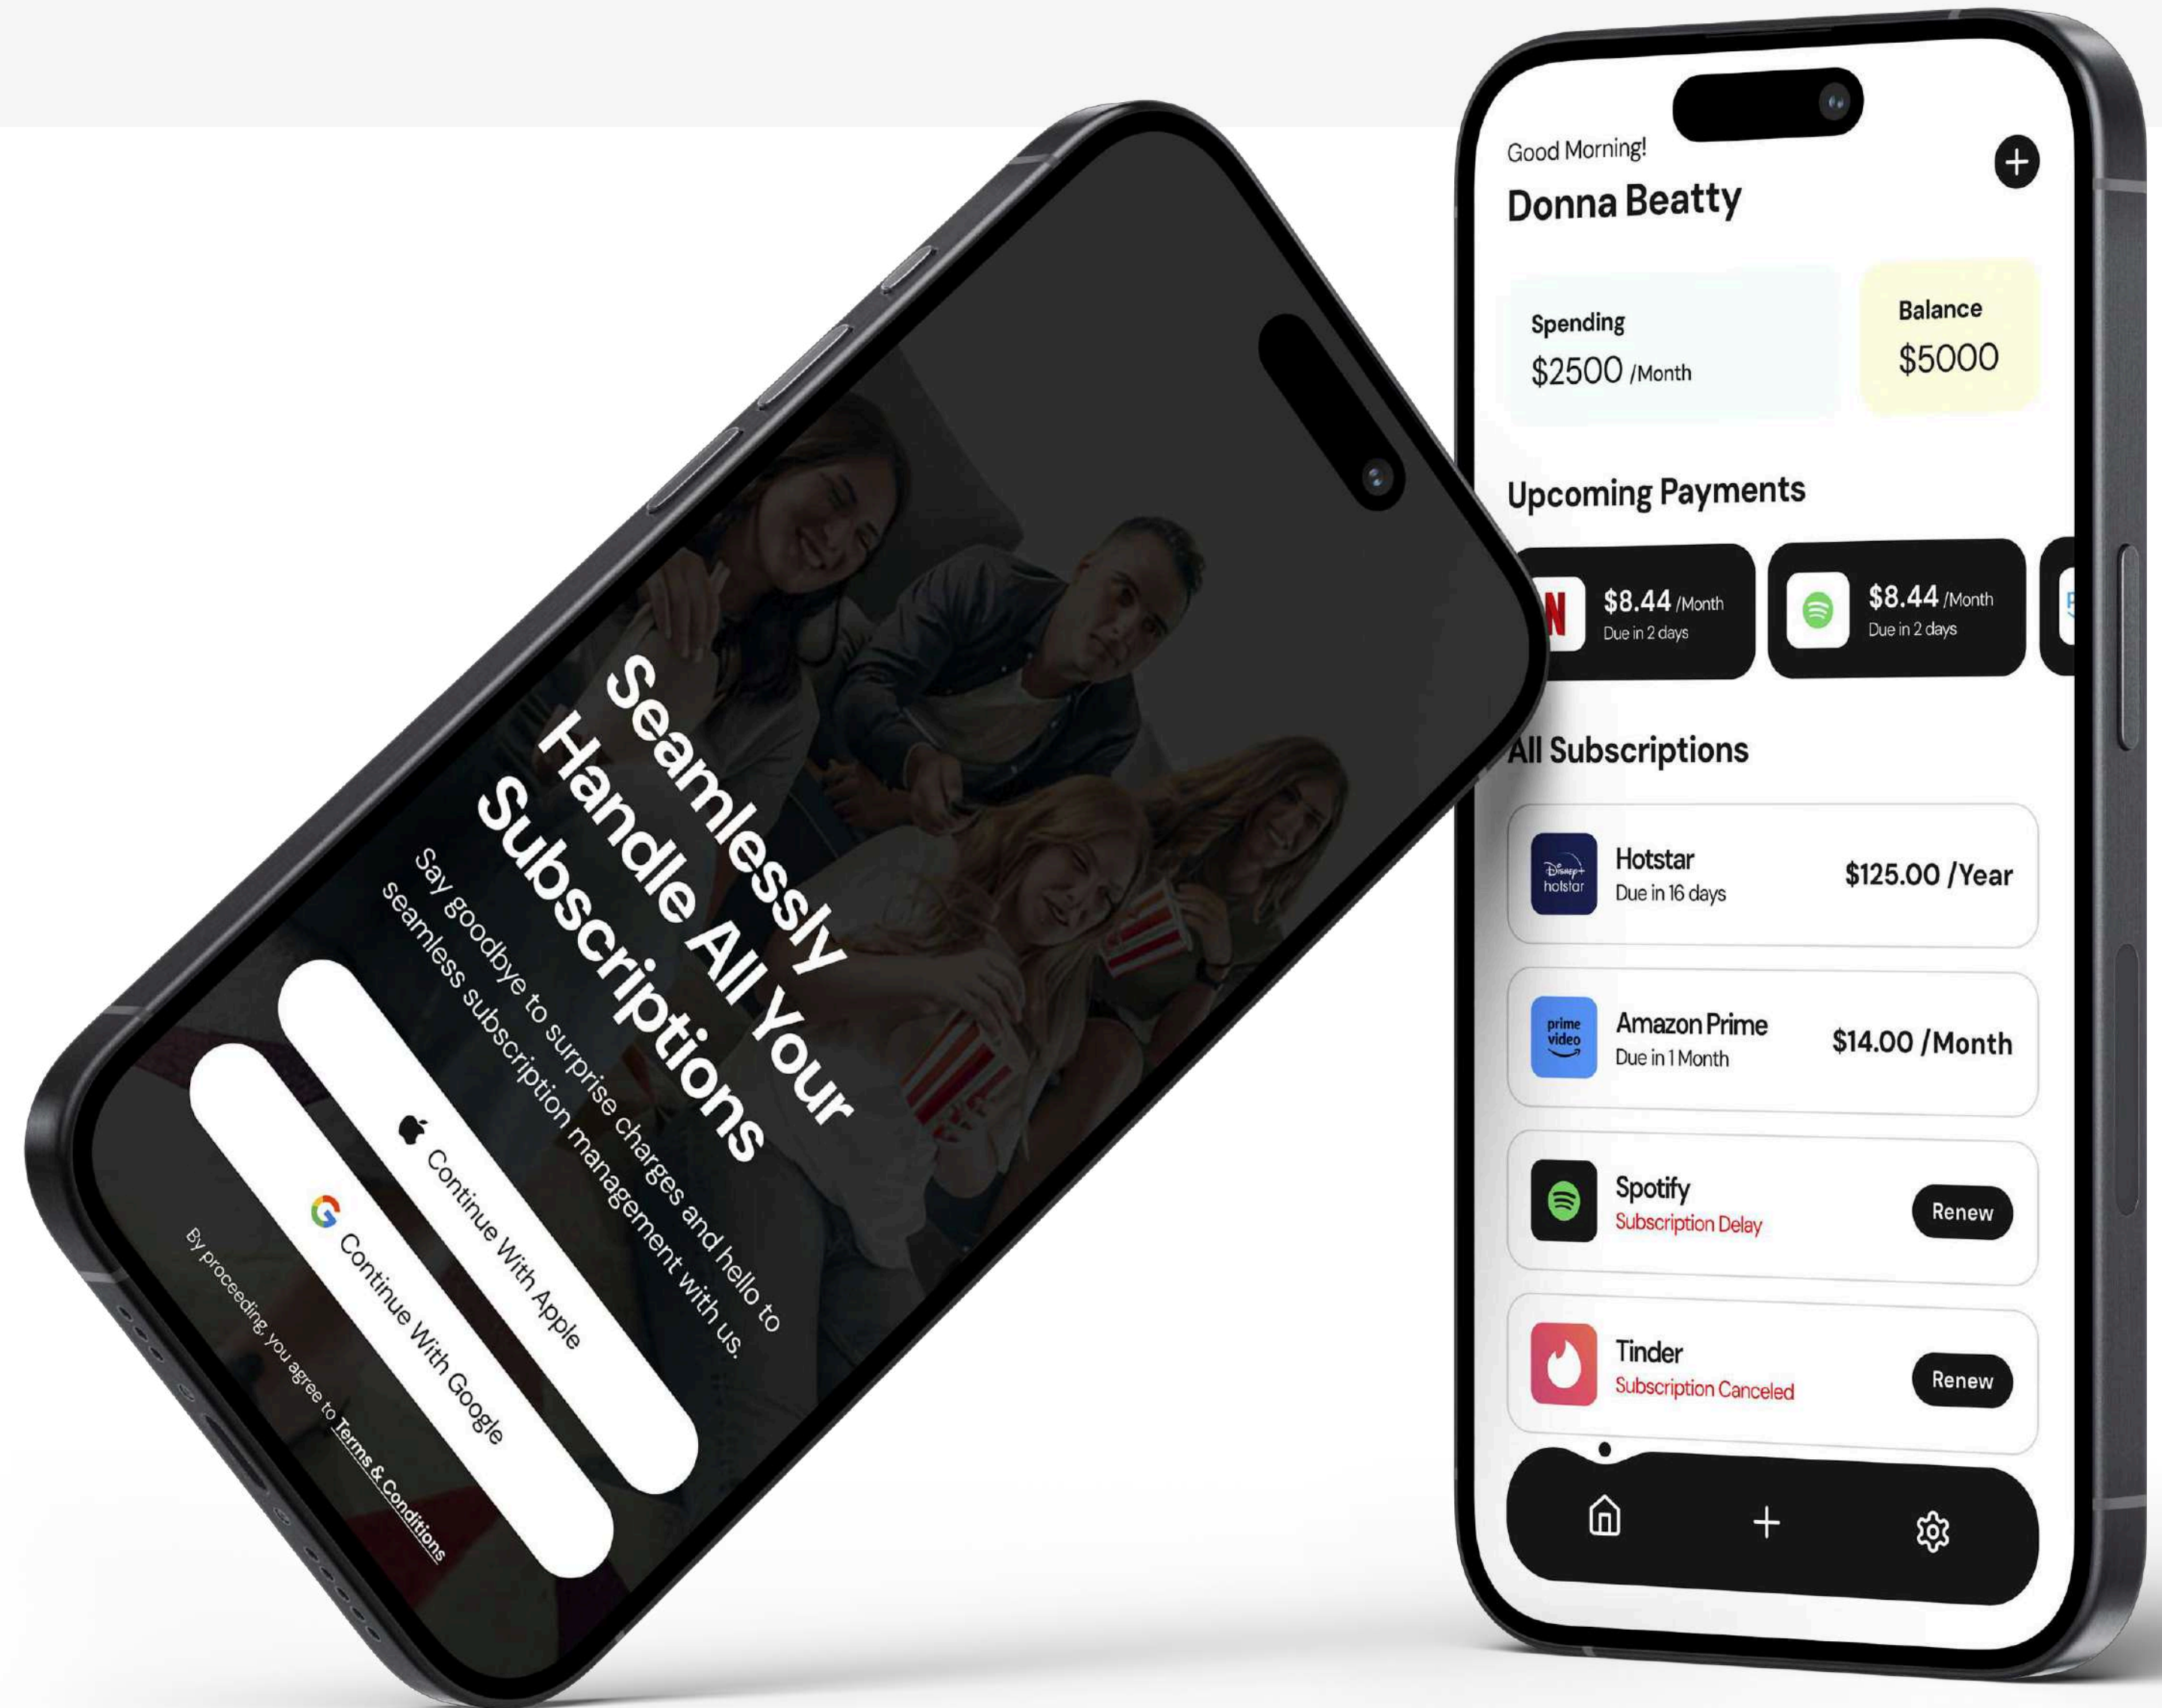 Seamlessly
Handle All Your
Subscriptions
Say goodbye to surprise charges and hello to
seamless subscription management with us.
Continue With Apple
G Continue With Google
By proceeding, you agree to Terms & Conditions
Good Morning!
Donna Beatty
Spending
$2500 /Month
Balance
$5000
Upcoming Payments
N
$8.44 /Month
Due in 2 days
$8.44 /Month
Due in 2 days
All Subscriptions
Disney+
hotstar
Hotstar
Due in 16 days
$125.00 /Year
prime
video
Amazon Prime
Due in 1 Month
$14.00 /Month
Spotify
Subscription Delay
Renew
Tinder
Subscription Canceled
Renew